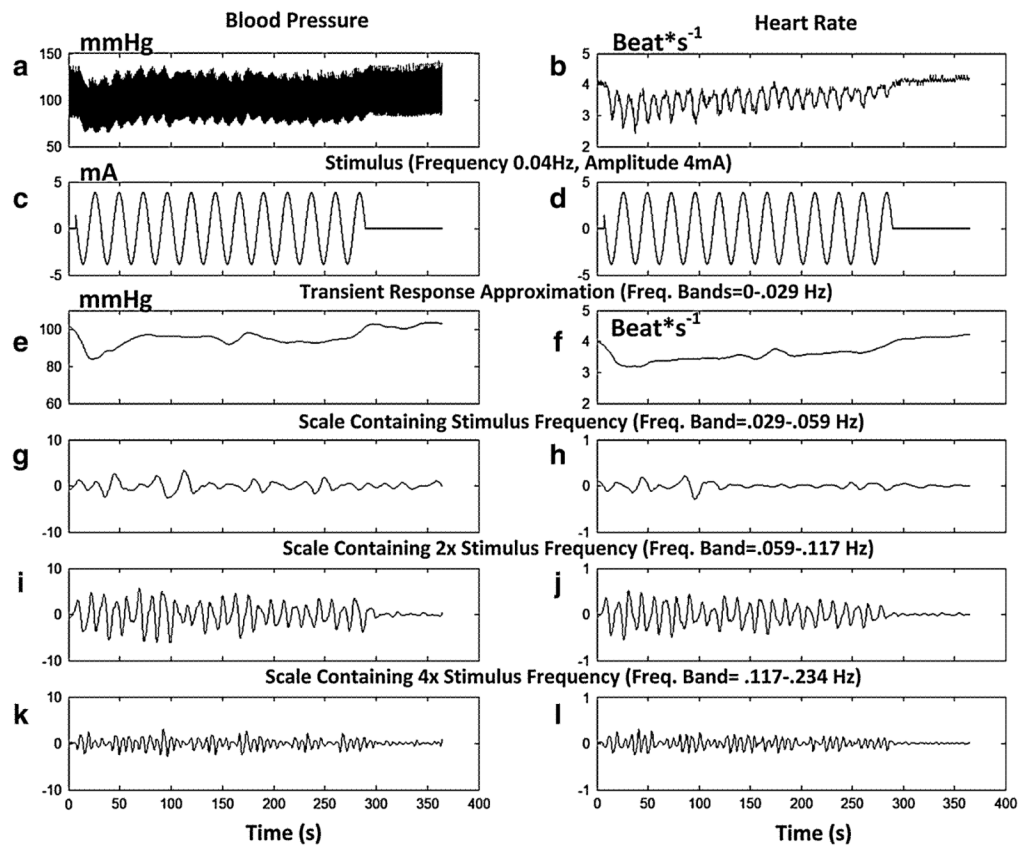 Blood Pressure
Heart Rate
a
mmHg
150
100
50
b
Beat*s-1
5
4
3
2
Stimulus (Frequency 0.04Hz, Amplitude 4mA)
c
mA
5
0
-5
d
5
0
-5
Transient Response Approximation (Freq. Bands=0-.029 Hz)
e
mmHg
100
80
60
f
Beat*s-1
5
4
3
2
Scale Containing Stimulus Frequency (Freq. Band=.029-.059 Hz)
g
10
0
-10
h
1
0
-1
Scale Containing 2x Stimulus Frequency (Freq. Band=.059-.117 Hz)
i
10
0
-10
j
1
0
-1
Scale Containing 4x Stimulus Frequency (Freq. Band= .117-.234 Hz)
k
10
0
-10
l
1
0
-1
0 50 100 150 200 250 300 350 400
0 50 100 150 200 250 300 350 400
Time (s)
Time (s)